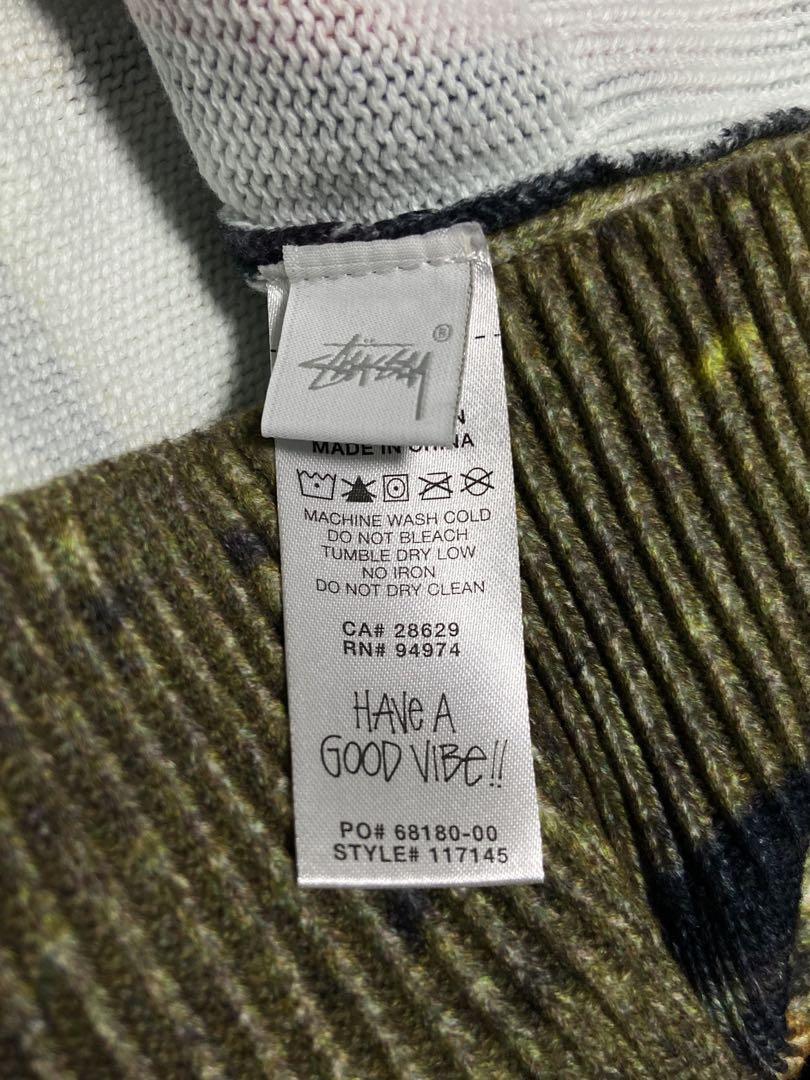 Stüssy ®
MADE IN CHINA
MACHINE WASH COLD
DO NOT BLEACH
TUMBLE DRY LOW
NO IRON
DO NOT DRY CLEAN
CA# 28629
RN# 94974
HAVE A
GOOD VIBE!!
PO# 68180-00
STYLE# 117145